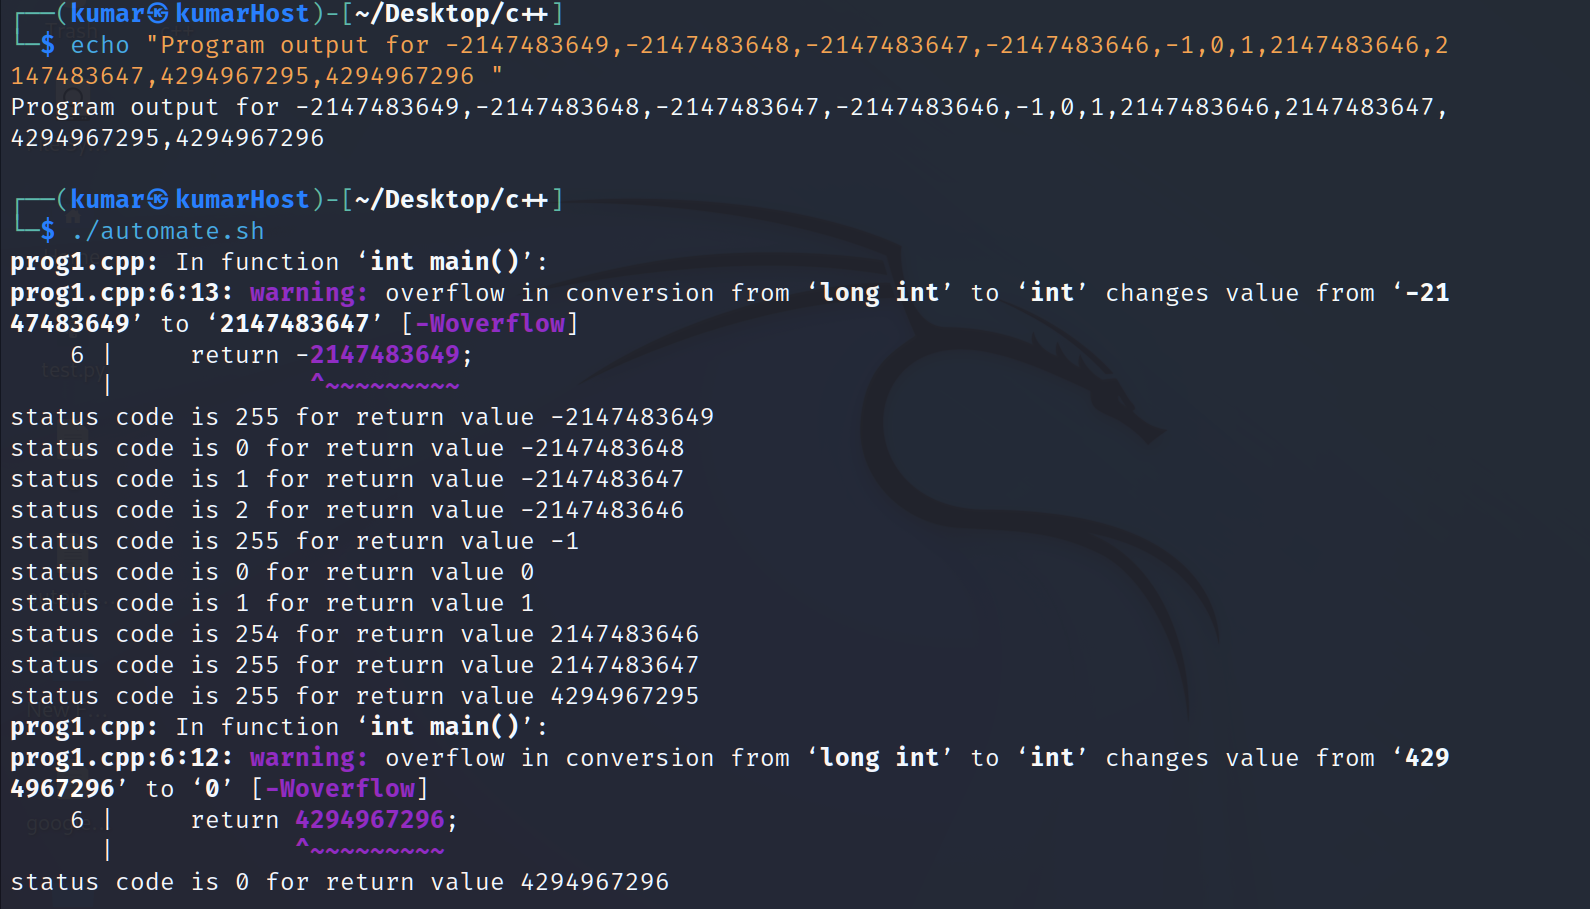 ┌──(kumar㉿kumarHost)-[~/Desktop/c++]
└─$ echo "Program output for -2147483649,-2147483648,-2147483647,-2147483646,-1,0,1,2147483646,2
147483647,4294967295,4294967296 "
Program output for -2147483649,-2147483648,-2147483647,-2147483646,-1,0,1,2147483646,2147483647,
4294967295,4294967296
┌──(kumar㉿kumarHost)-[~/Desktop/c++]
└─$ ./automate.sh
prog1.cpp: In function ‘int main()’:
prog1.cpp:6:13: warning: overflow in conversion from ‘long int’ to ‘int’ changes value from ‘-21
47483649’ to ‘2147483647’ [-Woverflow]
    6 |     return -2147483649;
      |             ^~~~~~~~~~
status code is 255 for return value -2147483649
status code is 0 for return value -2147483648
status code is 1 for return value -2147483647
status code is 2 for return value -2147483646
status code is 255 for return value -1
status code is 0 for return value 0
status code is 1 for return value 1
status code is 254 for return value 2147483646
status code is 255 for return value 2147483647
status code is 255 for return value 4294967295
prog1.cpp: In function ‘int main()’:
prog1.cpp:6:12: warning: overflow in conversion from ‘long int’ to ‘int’ changes value from ‘429
4967296’ to ‘0’ [-Woverflow]
    6 |     return 4294967296;
      |            ^~~~~~~~~~
status code is 0 for return value 4294967296